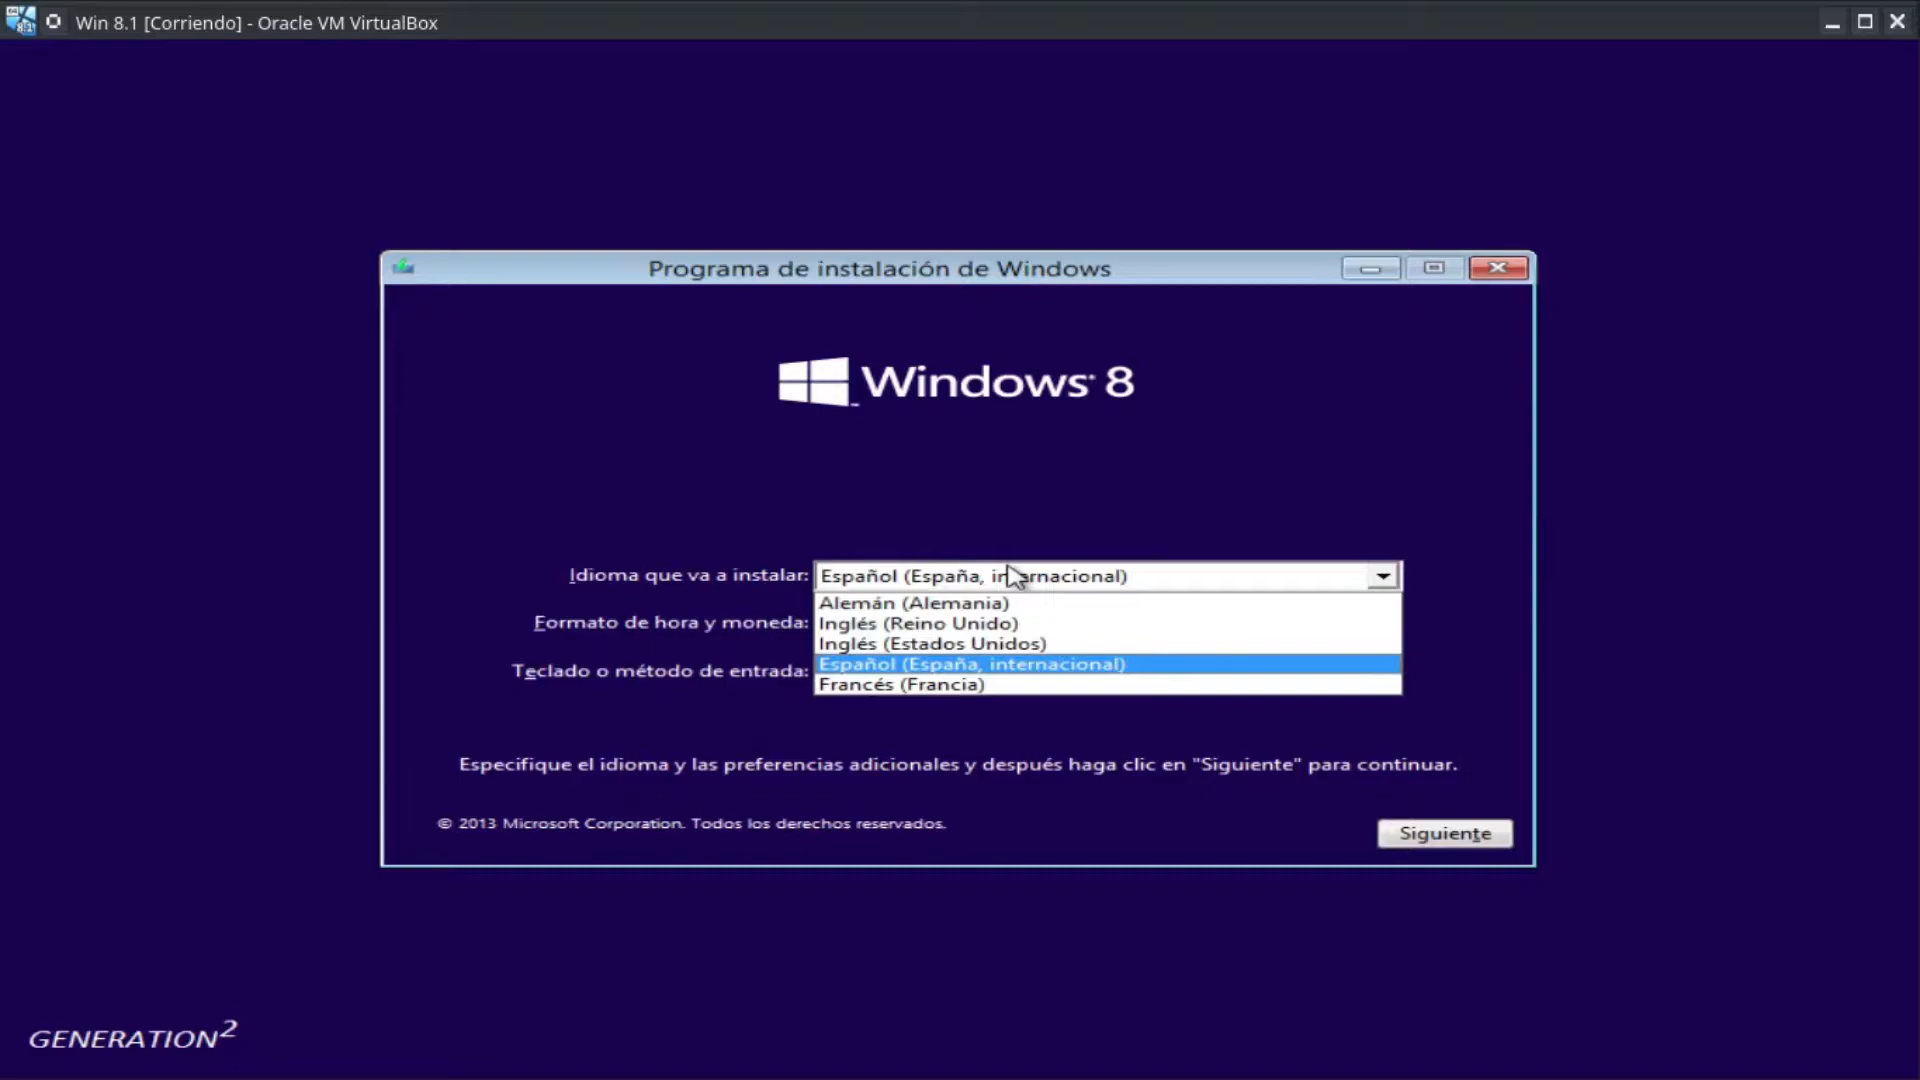 Win 8.1 [Corriendo] - Oracle VM VirtualBox
Programa de instalación de Windows
Windows 8
Idioma que va a instalar: Español (España, internacional)
Alemán (Alemania)
Formato de hora y moneda: Inglés (Reino Unido)
Inglés (Estados Unidos)
Teclado o método de entrada: Español (España, internacional)
Francés (Francia)
Especifique el idioma y las preferencias adicionales y después haga clic en "Siguiente" para continuar.
© 2013 Microsoft Corporation. Todos los derechos reservados.
Siguiente
GENERATION2